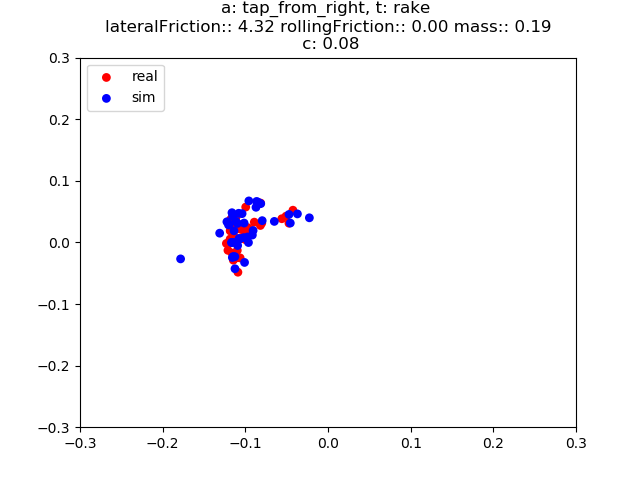 a: tap_from_right, t: rake
lateralFriction:: 4.32 rollingFriction:: 0.00 mass:: 0.19
c: 0.08
real
sim
0.3
0.2
0.1
0.0
−0.1
−0.2
−0.3
−0.3
−0.2
−0.1
0.0
0.1
0.2
0.3